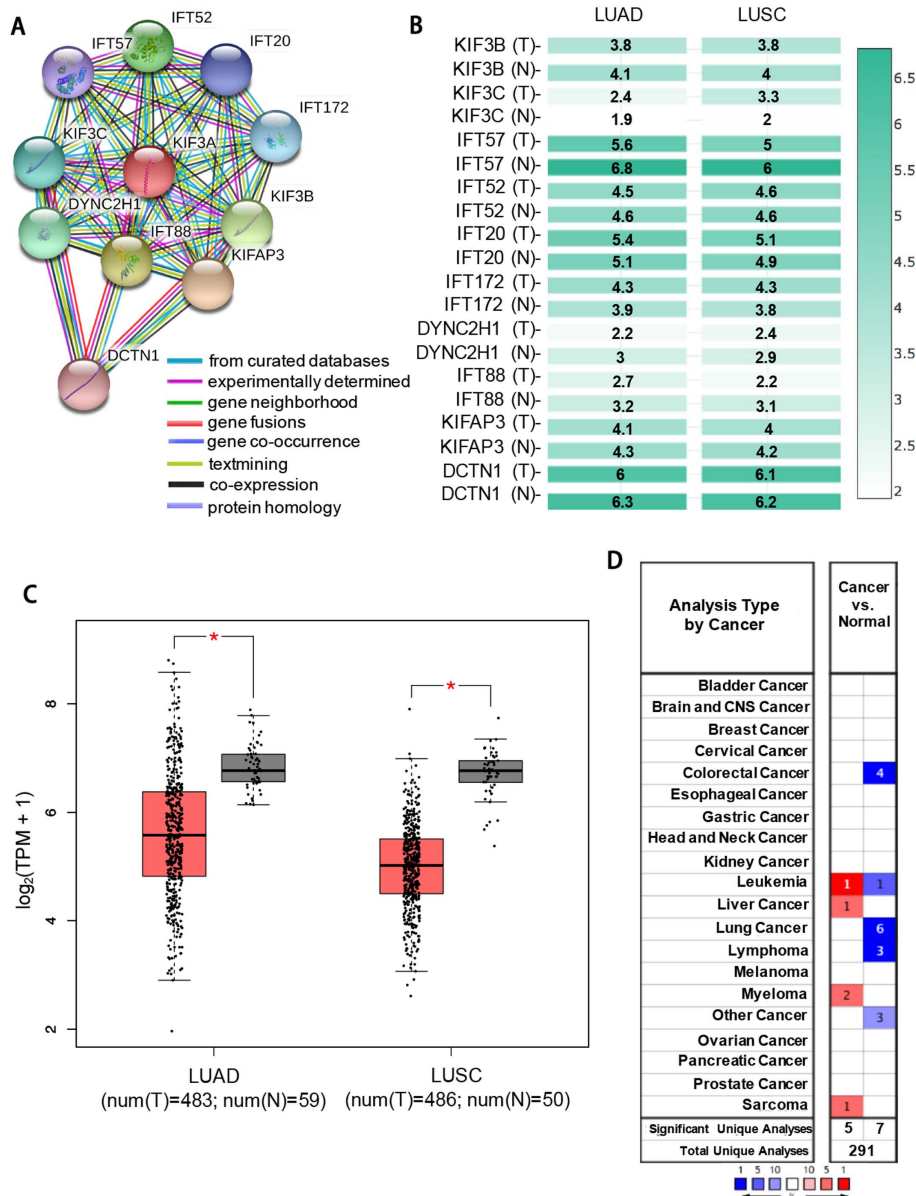 A
IFT52
IFT57
IFT20
IFT172
KIF3C
KIF3A
DYNC2H1
KIF3B
IFT88
KIFAP3
DCTN1
from curated databases
experimentally determined
gene neighborhood
gene fusions
gene co-occurrence
textmining
co-expression
protein homology
B
LUAD LUSC
KIF3B (T)- 3.8 3.8
KIF3B (N)- 4.1 4
KIF3C (T)- 2.4 3.3
KIF3C (N)- 1.9 2
IFT57 (T)- 5.6 5
IFT57 (N)- 6.8 6
IFT52 (T)- 4.5 4.6
IFT52 (N)- 4.6 4.6
IFT20 (T)- 5.4 5.1
IFT20 (N)- 5.1 4.9
IFT172 (T)- 4.3 4.3
IFT172 (N)- 3.9 3.8
DYNC2H1 (T)- 2.2 2.4
DYNC2H1 (N)- 3 2.9
IFT88 (T)- 2.7 2.2
IFT88 (N)- 3.2 3.1
KIFAP3 (T)- 4.1 4
KIFAP3 (N)- 4.3 4.2
DCTN1 (T)- 6 6.1
DCTN1 (N)- 6.3 6.2
6.5
6
5.5
5
4.5
4
3.5
3
2.5
2
C
log2(TPM + 1)
8
6
4
2
*
*
LUAD
(num(T)=483; num(N)=59)
LUSC
(num(T)=486; num(N)=50)
D
Analysis Type
by Cancer
Cancer
vs.
Normal
Bladder Cancer
Brain and CNS Cancer
Breast Cancer
Cervical Cancer
Colorectal Cancer 4
Esophageal Cancer
Gastric Cancer
Head and Neck Cancer
Kidney Cancer
Leukemia 1 1
Liver Cancer 1
Lung Cancer 6
Lymphoma 3
Melanoma
Myeloma 2
Other Cancer 3
Ovarian Cancer
Pancreatic Cancer
Prostate Cancer
Sarcoma 1
Significant Unique Analyses 5 7
Total Unique Analyses 291
1 5 10 10 5 1
%